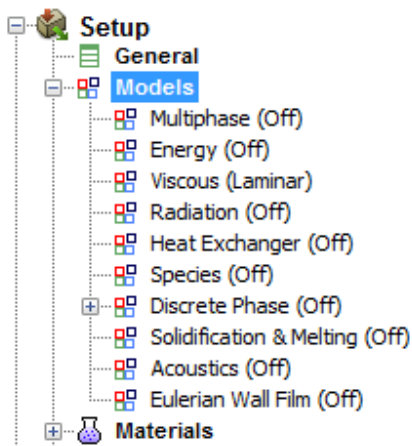 Setup
General
Models
Multiphase (Off)
Energy (Off)
Viscous (Laminar)
Radiation (Off)
Heat Exchanger (Off)
Species (Off)
Discrete Phase (Off)
Solidification & Melting (Off)
Acoustics (Off)
Eulerian Wall Film (Off)
Materials